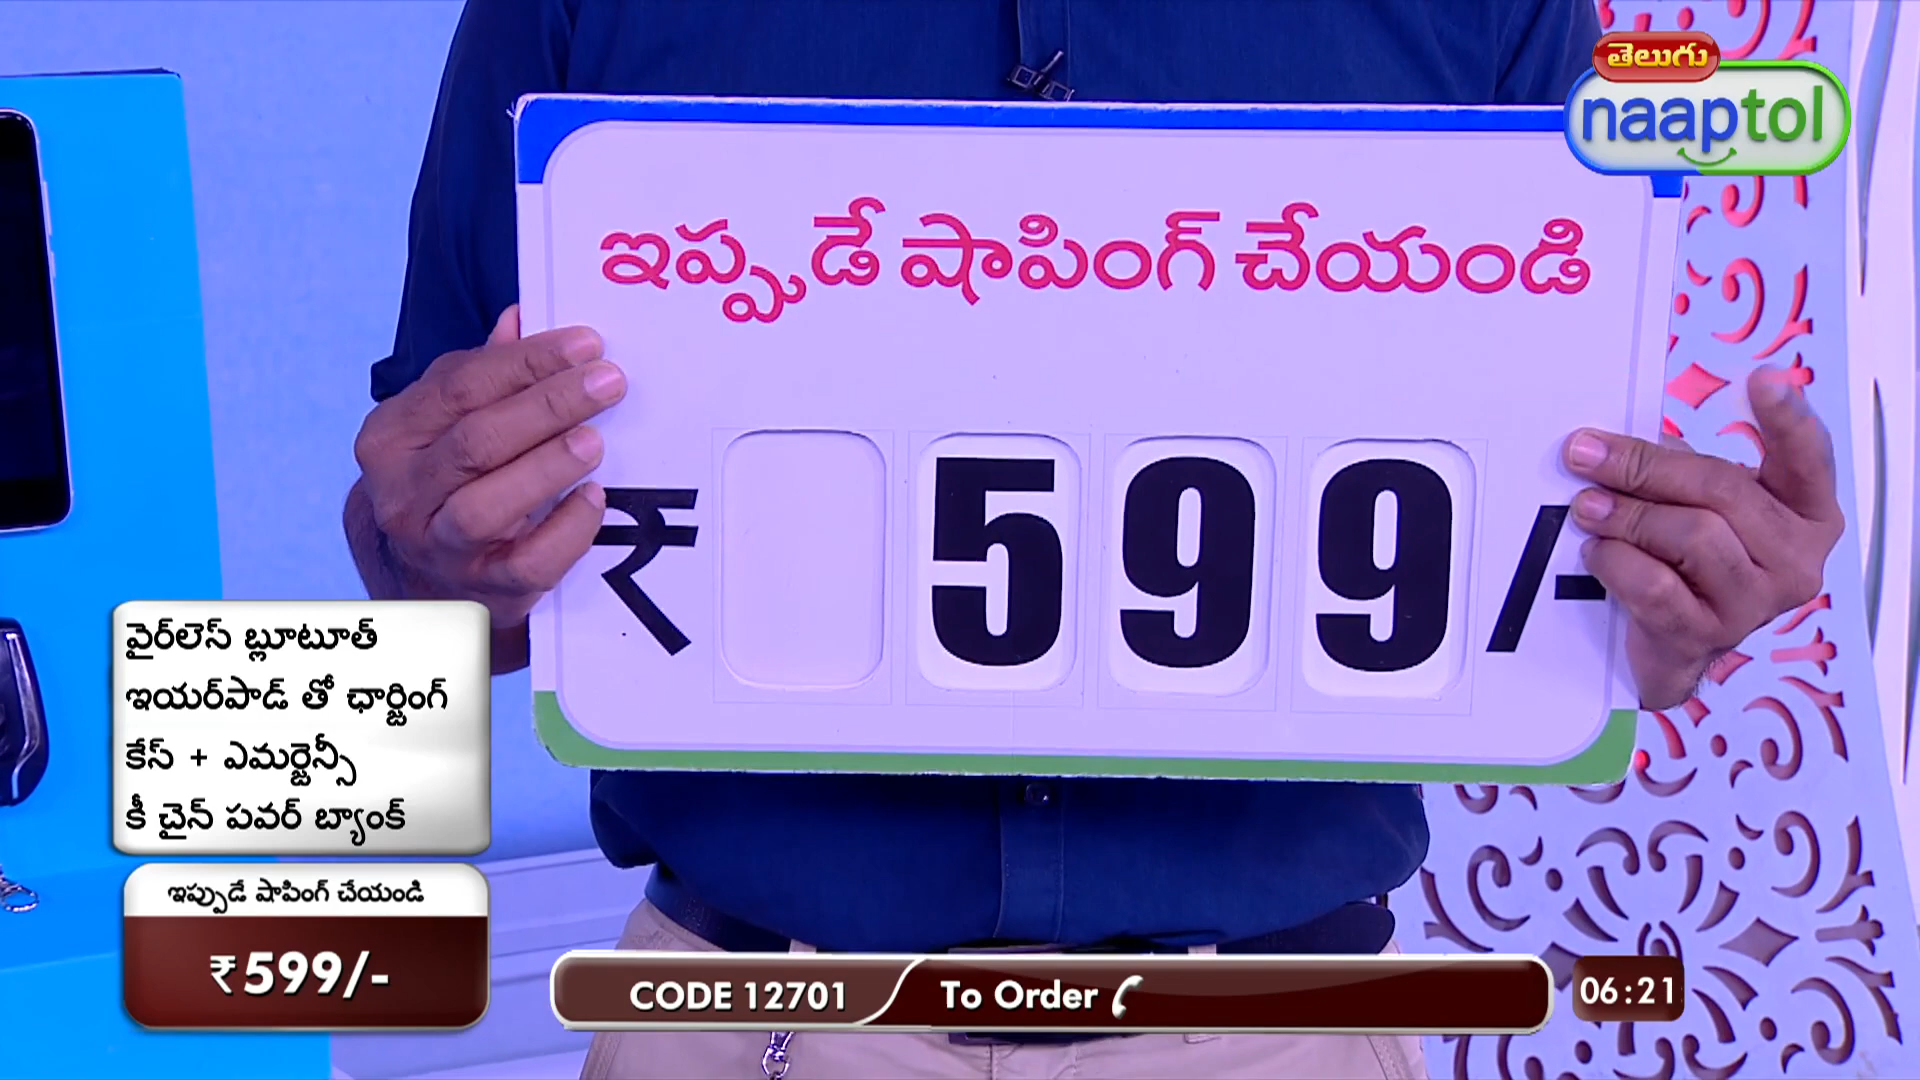 తెలుగు
naaptol
ఇప్పుడే షాపింగ్ చేయండి
₹ 599/-
వైర్‌లెస్ బ్లూటూత్
ఇయర్‌పాడ్ తో ఛార్జింగ్
కేస్ + ఎమర్జెన్సీ
కీ చైన్ పవర్ బ్యాంక్
ఇప్పుడే షాపింగ్ చేయండి
₹599/-
CODE 12701 To Order
06:21